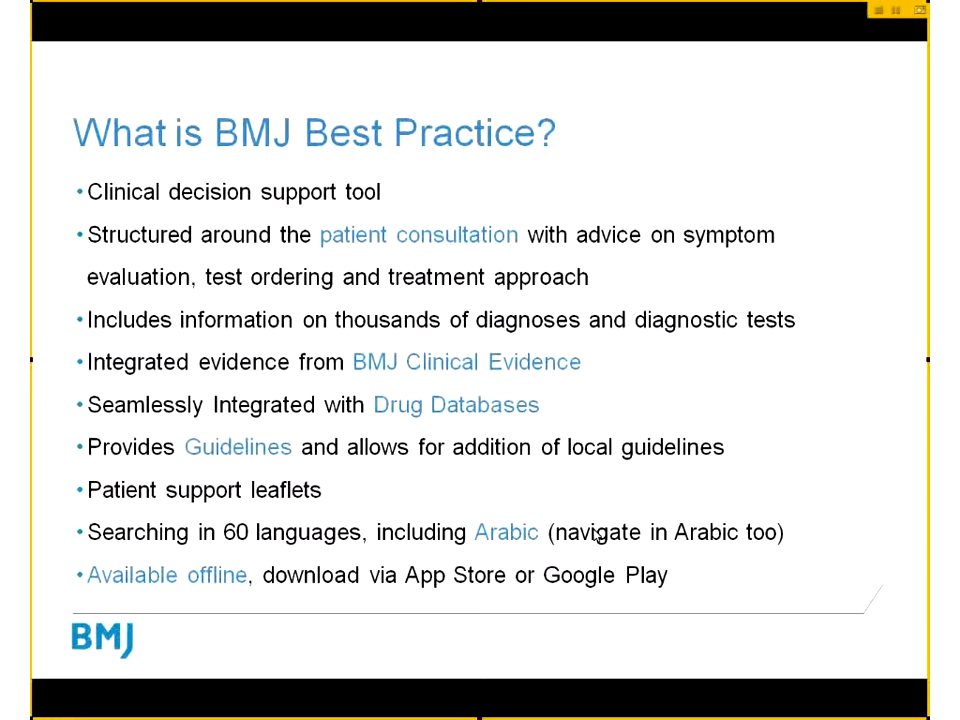 What is BMJ Best Practice?
•Clinical decision support tool
•Structured around the patient consultation with advice on symptom
evaluation, test ordering and treatment approach
•Includes information on thousands of diagnoses and diagnostic tests
•Integrated evidence from BMJ Clinical Evidence
•Seamlessly Integrated with Drug Databases
•Provides Guidelines and allows for addition of local guidelines
•Patient support leaflets
•Searching in 60 languages, including Arabic (navigate in Arabic too)
•Available offline, download via App Store or Google Play
BMJ